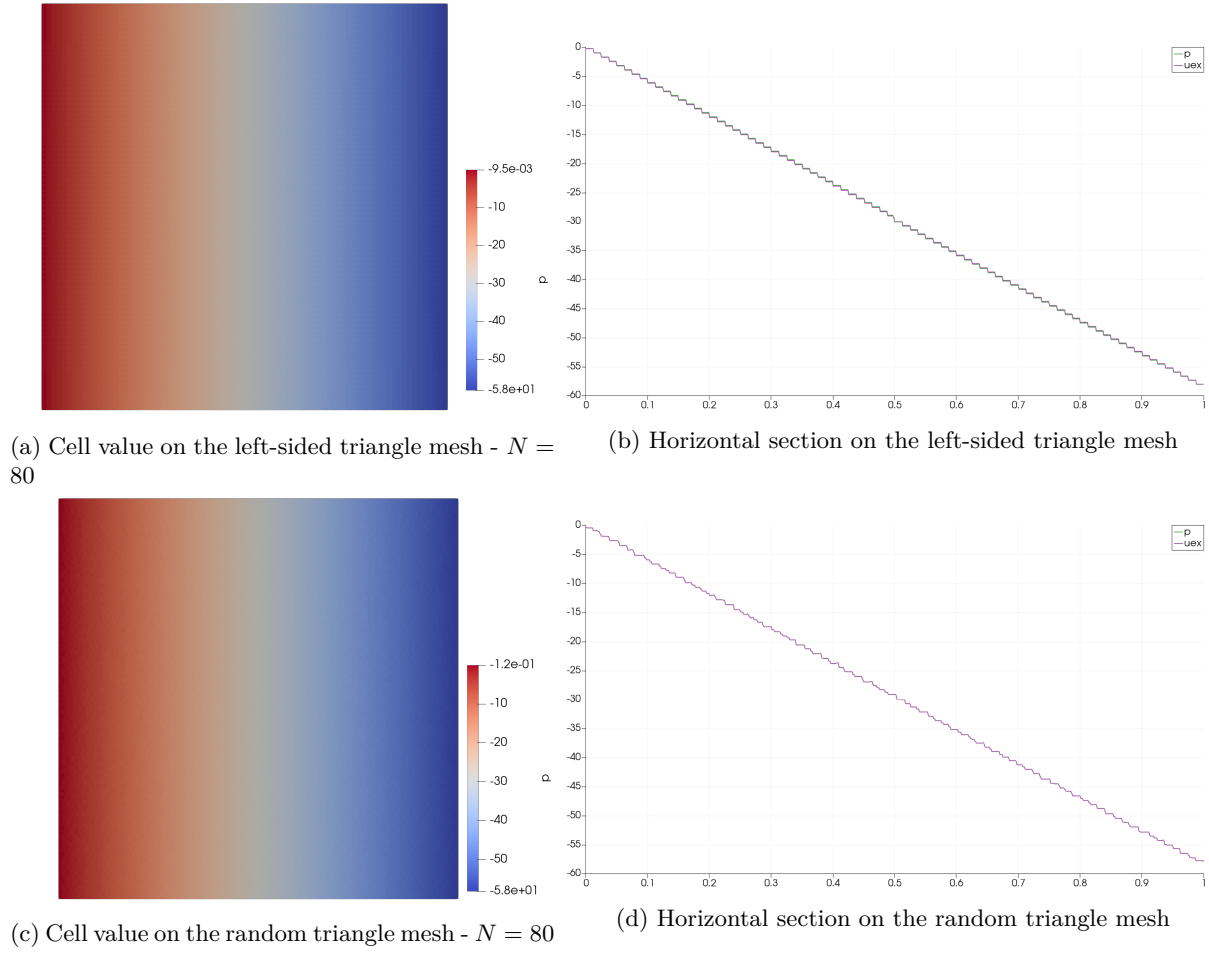 -9.5e-03
-10
-20
-30
-40
-50
-5.8e+01
p
0
-5
-10
-15
-20
-25
-30
-35
-40
-45
-50
-55
-60
0 0.1 0.2 0.3 0.4 0.5 0.6 0.7 0.8 0.9 1
p
uex
(a) Cell value on the left-sided triangle mesh - N =
80
(b) Horizontal section on the left-sided triangle mesh
-1.2e-01
-10
-20
-30
-40
-50
-5.8e+01
p
0
-5
-10
-15
-20
-25
-30
-35
-40
-45
-50
-55
-60
0 0.1 0.2 0.3 0.4 0.5 0.6 0.7 0.8 0.9 1
p
uex
(c) Cell value on the random triangle mesh - N = 80
(d) Horizontal section on the random triangle mesh